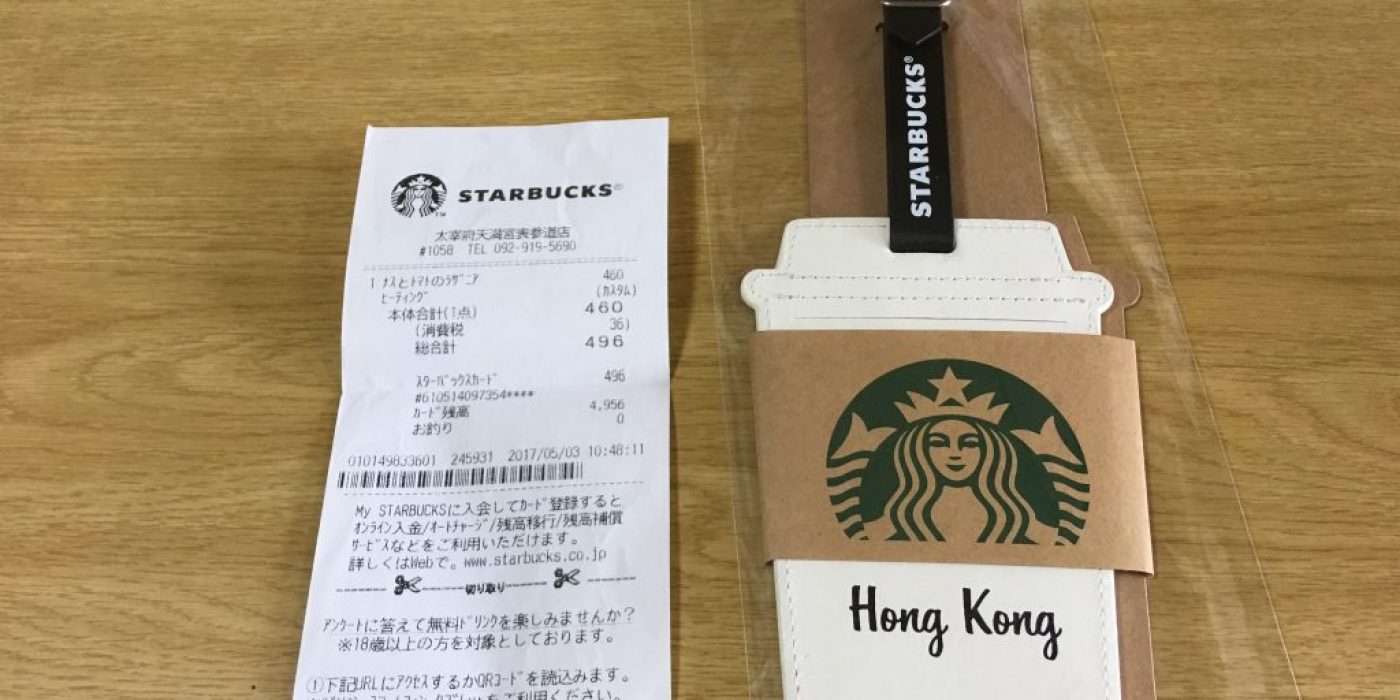 STARBUCKS®
太宰府天満宮表参道店
#1058 TEL 092-919-5690
1 ナスとトマトのラザニア 460
ヒーティング (カスタム)
本体合計(1点) 460
(消費税 36)
総合計 496
スターバックスカード 496
#610514097354****
カード残高 4,956
お釣り 0
010149833601 245931 2017/05/03 10:48:11
My STARBUCKSに入会してカード登録すると
オンライン入金/オートチャージ/残高移行/残高補償
サービスなどをご利用いただけます。
詳しくはWebで。www.starbucks.co.jp
切り取り
アンケートに答えて無料ドリンクを楽しみませんか?
※18歳以上の方を対象としております。
①下記URLにアクセスするかQRコードを読込みます。
をご利用ください。
STARBUCKS®
Hong Kong